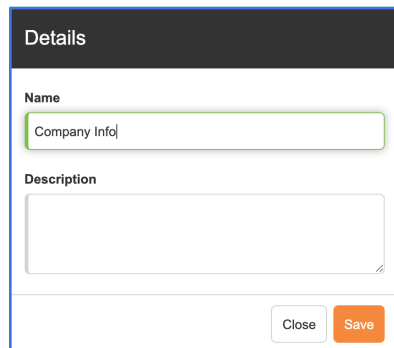 Details
Name
Company Info
Description
Close Save